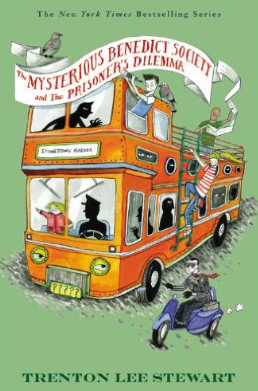 THE New York Times BESTSELLING SERIES
The MYSTERIOUS BENEDICT SOCIETY
and The PRISONER'S DILEMMA
STONETOWN HARBOR
TRENTON LEE STEWART